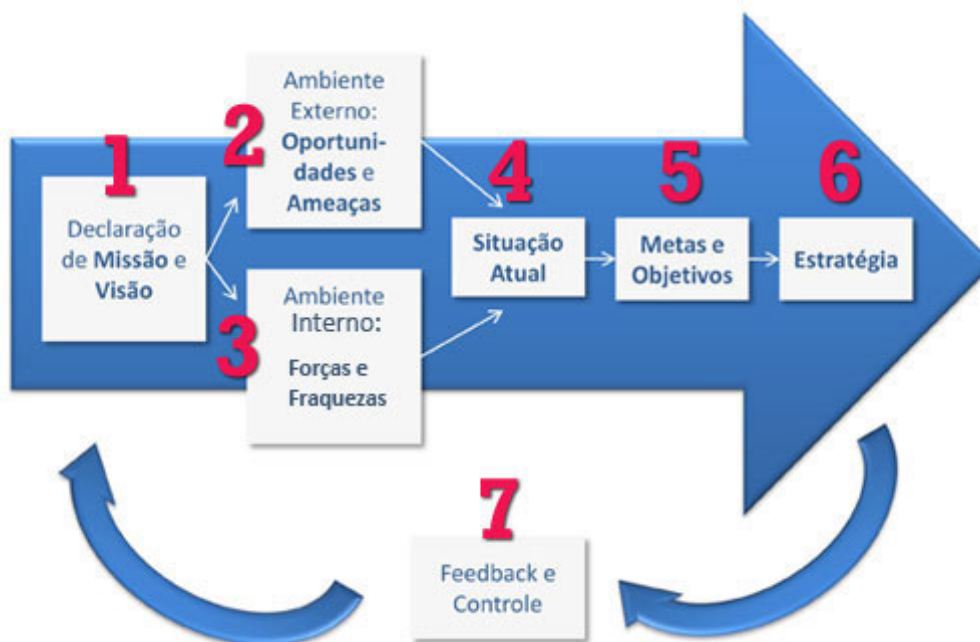 1
Declaração
de Missão e
Visão
2
Ambiente
Externo:
Oportuni-
dades e
Ameaças
3
Ambiente
Interno:
Forças e
Fraquezas
4
Situação
Atual
5
Metas e
Objetivos
6
Estratégia
7
Feedback e
Controle